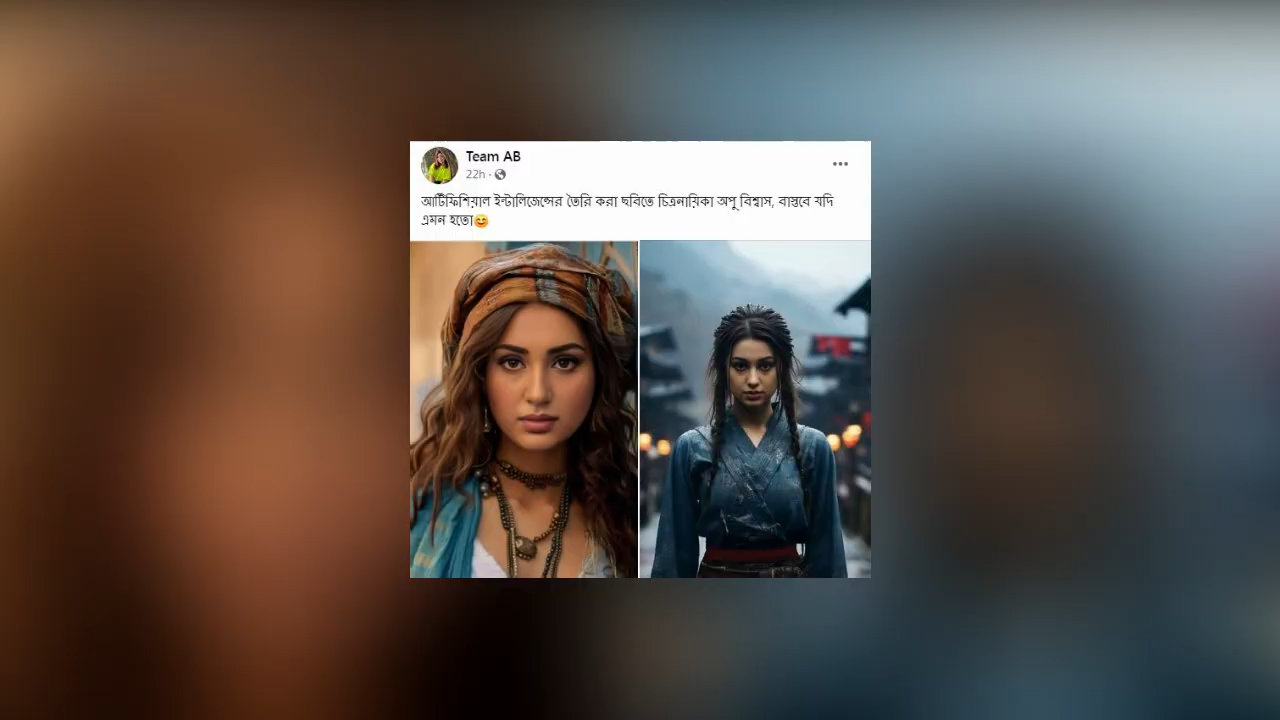 Team AB
22h
আর্টিফিশিয়াল ইন্টালিজেন্সের তৈরি করা ছবিতে চিত্রনায়িকা অপু বিশ্বাস, বাস্তবে যদি
এমন হতো😊